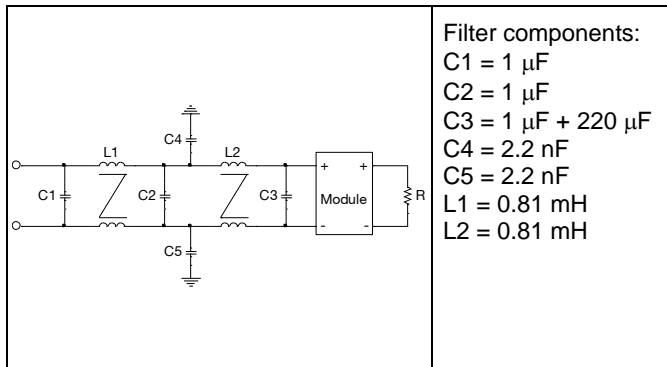 C4
L1
L2
C1
C2
C3
+
+
Module
R
-
-
C5
Filter components:
C1 = 1 μF
C2 = 1 μF
C3 = 1 μF + 220 μF
C4 = 2.2 nF
C5 = 2.2 nF
L1 = 0.81 mH
L2 = 0.81 mH